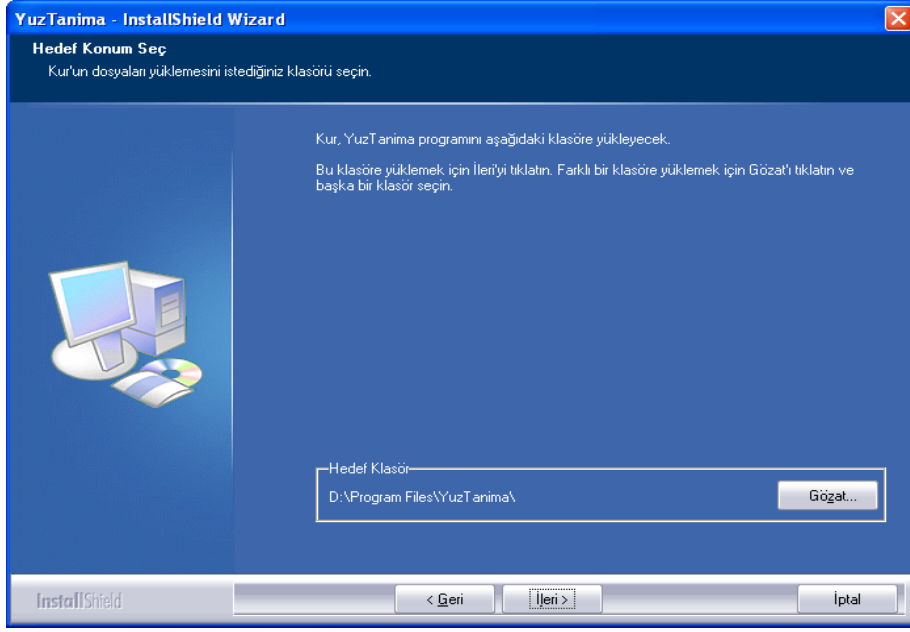 YuzTanima - InstallShield Wizard
Hedef Konum Seç
Kur'un dosyaları yüklemesini istediğiniz klasörü seçin.
Kur, YuzTanima programını aşağıdaki klasöre yükleyecek.
Bu klasöre yüklemek için İleri'yi tıklatın. Farklı bir klasöre yüklemek için Gözat'ı tıklatın ve
başka bir klasör seçin.
Hedef Klasör
D:\Program Files\YuzTanima\
Gözat...
InstallShield
< Geri
İleri >
İptal